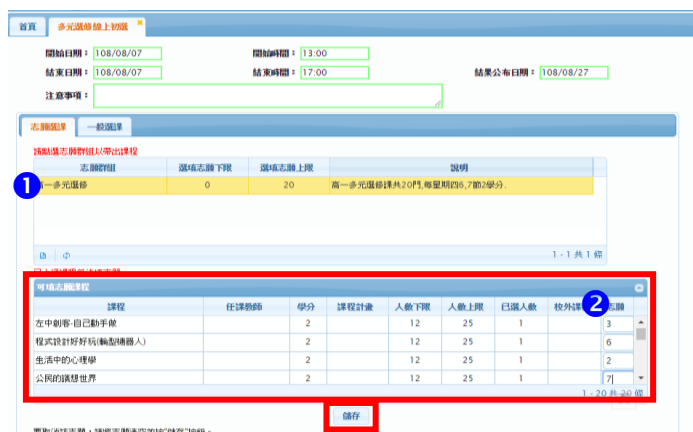 首頁 多元選修線上初選
開始日期： 108/08/07 開始時間： 13:00
結束日期： 108/08/07 結束時間： 17:00 結果公布日期： 108/08/27
注意事項：
志願選課 一般選課
請點選志願群組以帶出課程
志願群組 選填志願下限 選填志願上限 說明
1 高一多元選修 0 20 高一多元選修課共20門,每星期四6,7節2學分.
1 - 1 共 1 條
可填志願課程
2
課程 任課教師 學分 課程計畫 人數下限 人數上限 已選人數 校外課 志願
左中創客-自己動手做 2 12 25 1 3
程式設計好好玩(輪型機器人) 2 12 25 1 6
生活中的心理學 2 12 25 1 2
公民的議想世界 2 12 25 1 7
1 - 20 共 20 條
儲存